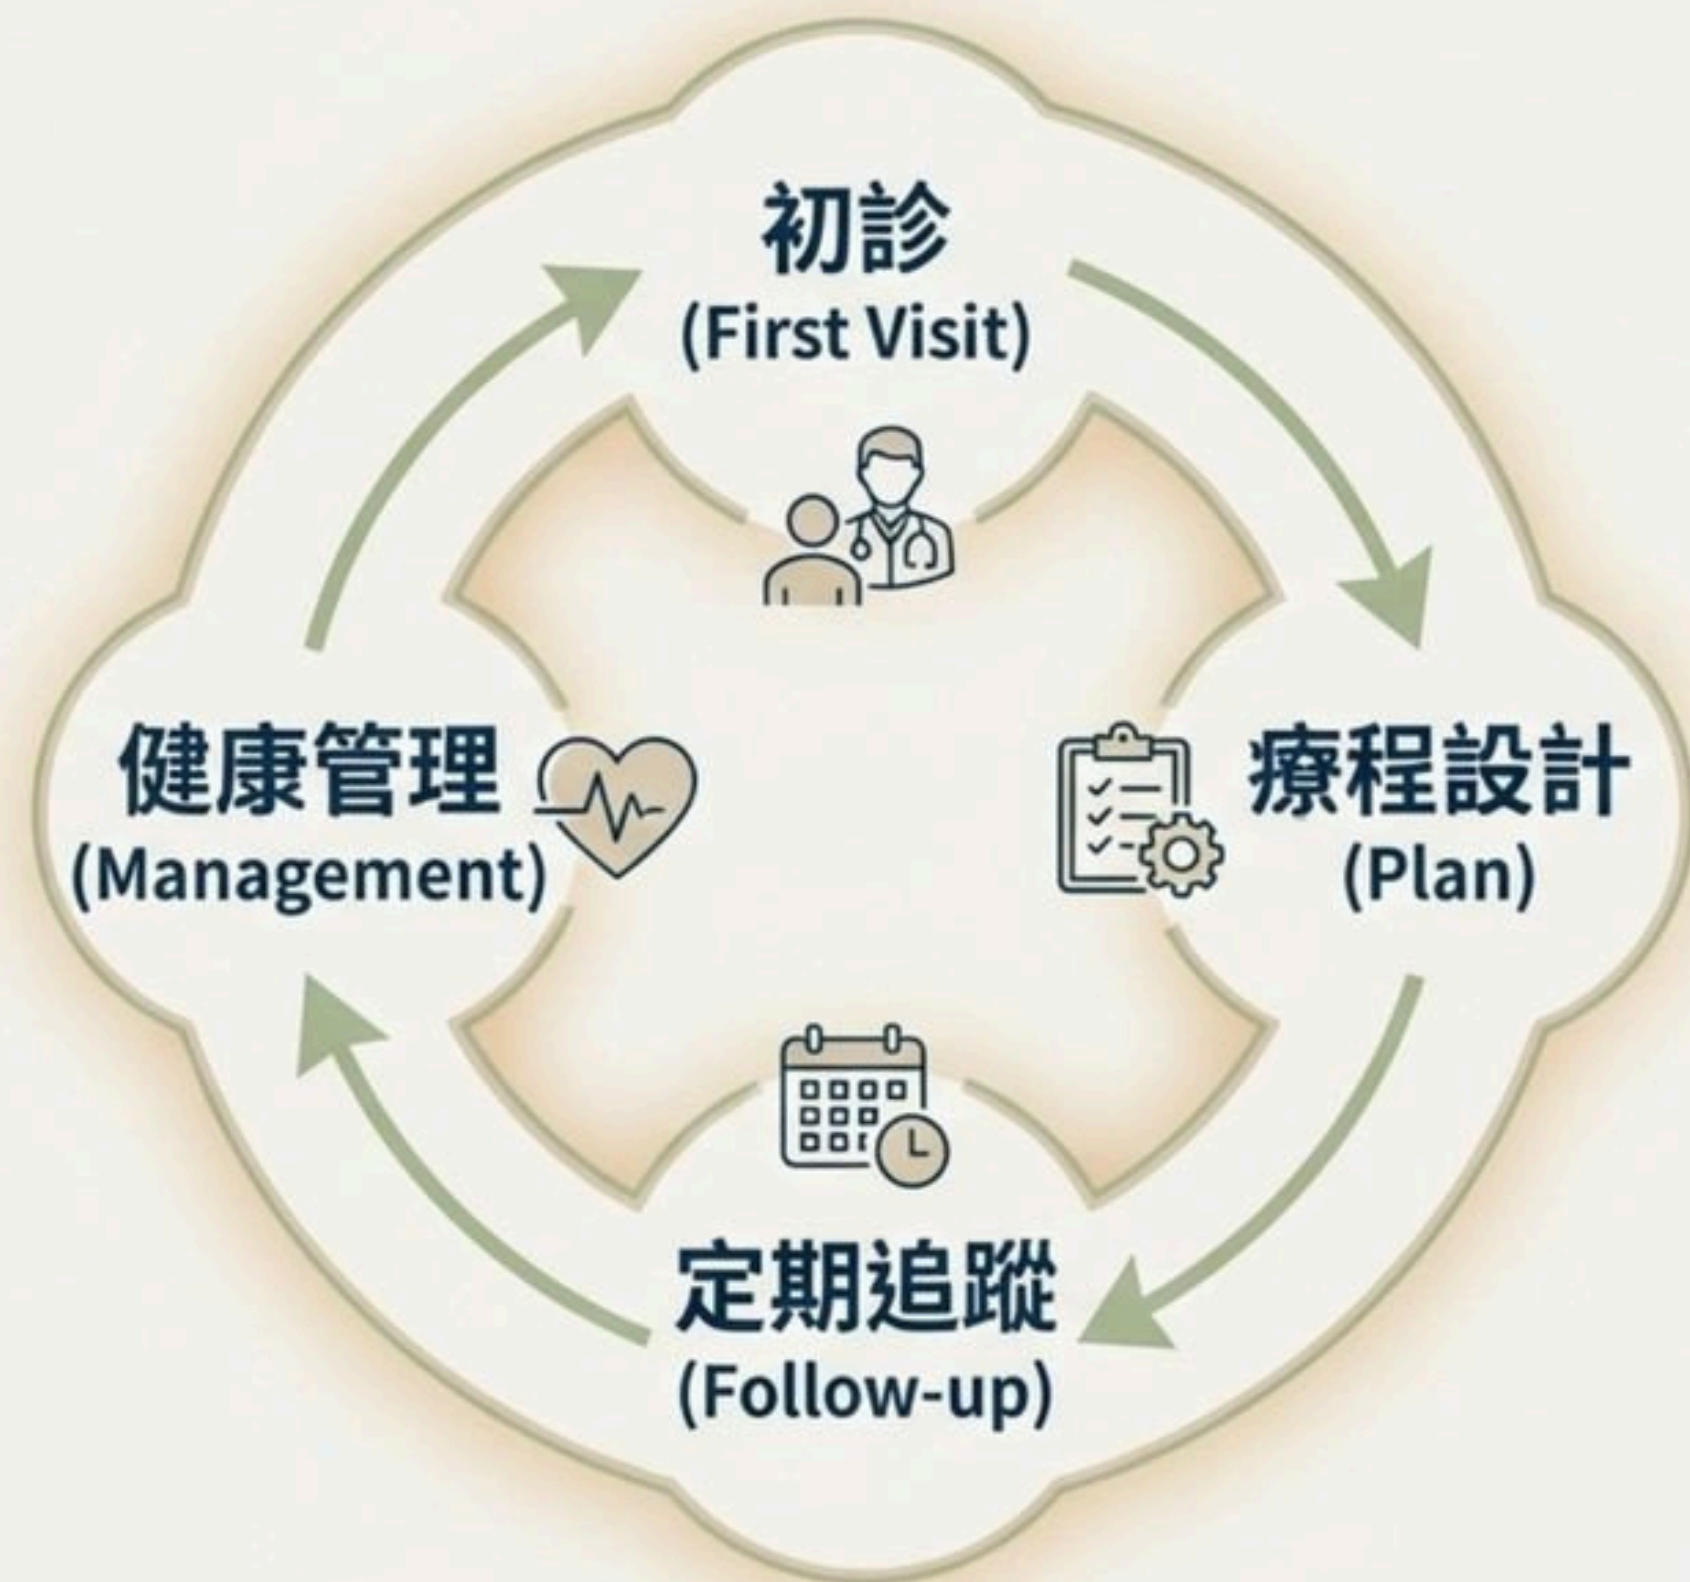 初診
(First Visit)
療程設計
(Plan)
定期追蹤
(Follow-up)
健康管理
(Management)